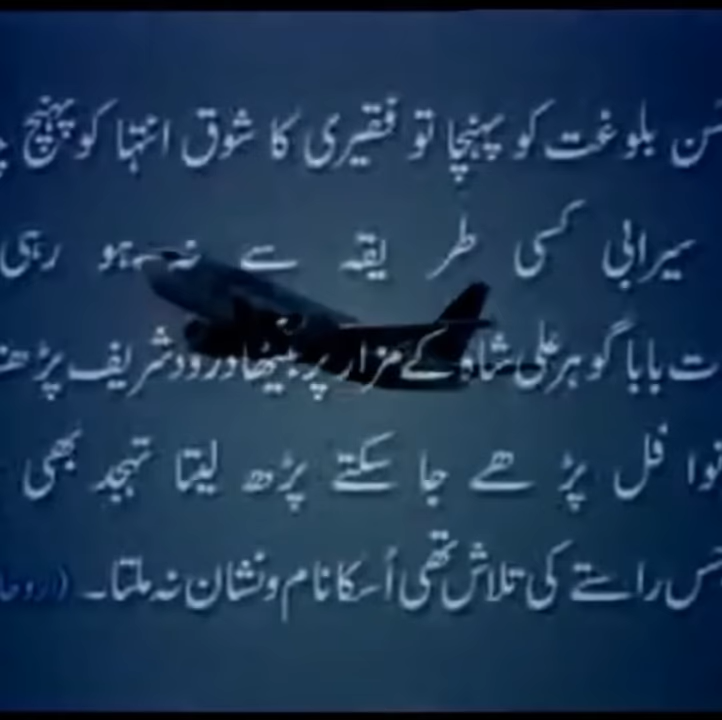 سن بلوغت کو پہنچا تو فقیری کا شوق انتہا کو پہنچ
سیرابی کسی طریقہ سے نہ ہو رہی
بابا گوہر علی شاہ کے مزار پر بیٹھا درود شریف
نوافل پڑھے جا سکتے پڑھ لیتا تہجد بھی
جس راستے کی تلاش تھی اُسکا نام و نشان نہ ملتا۔